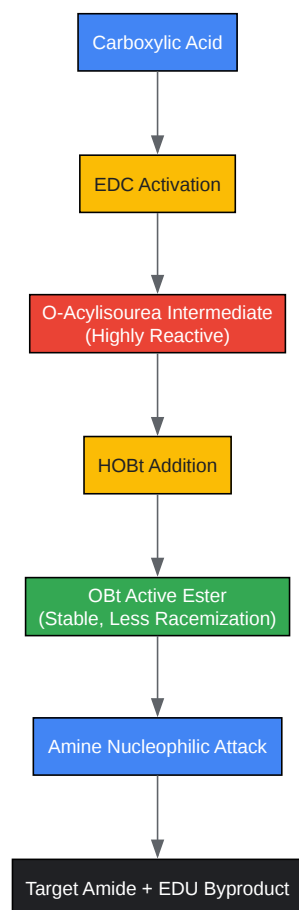 Carboxylic Acid
EDC Activation
O-Acylisourea Intermediate
(Highly Reactive)
HOBt Addition
OBt Active Ester
(Stable, Less Racemization)
Amine Nucleophilic Attack
Target Amide + EDU Byproduct